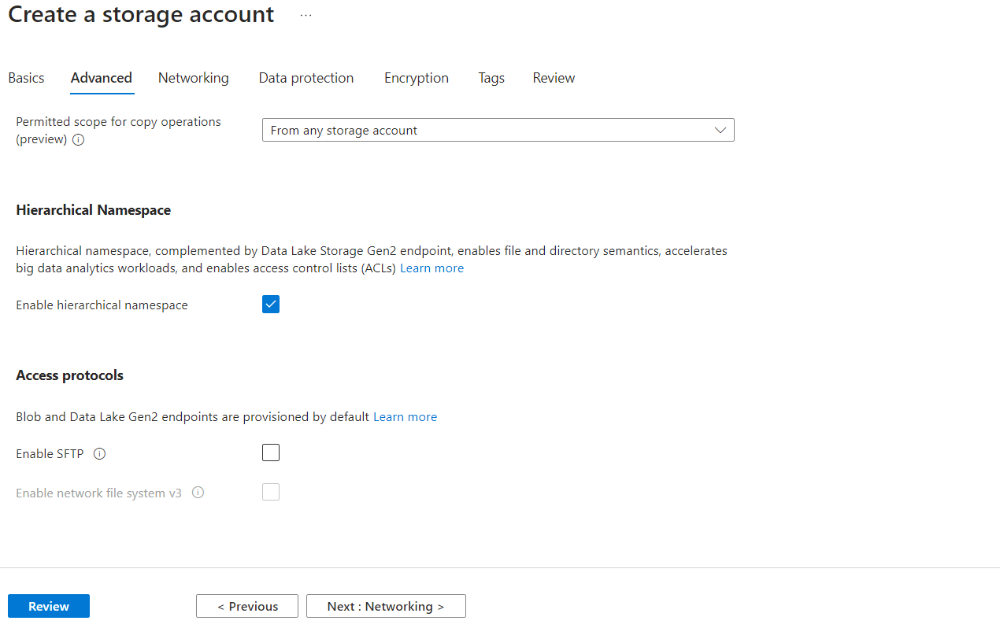 Create a storage account ...
Basics Advanced Networking Data protection Encryption Tags Review
Permitted scope for copy operations
(preview)
From any storage account
Hierarchical Namespace
Hierarchical namespace, complemented by Data Lake Storage Gen2 endpoint, enables file and directory semantics, accelerates
big data analytics workloads, and enables access control lists (ACLs) Learn more
Enable hierarchical namespace
Access protocols
Blob and Data Lake Gen2 endpoints are provisioned by default Learn more
Enable SFTP
Enable network file system v3
Review < Previous Next : Networking >